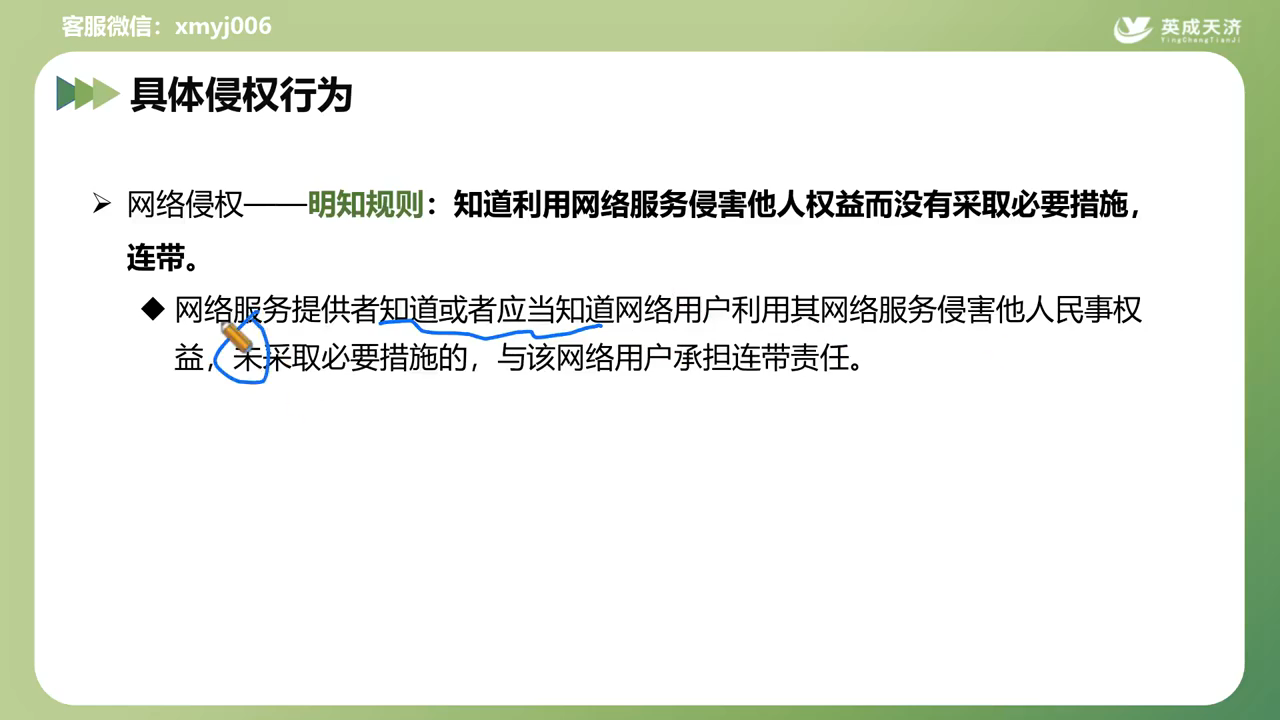 客服微信：xmyj006
英成天济
YingChengTianJi
具体侵权行为
网络侵权——明知规则：知道利用网络服务侵害他人权益而没有采取必要措施，
连带。
网络服务提供者知道或者应当知道网络用户利用其网络服务侵害他人民事权
益，未采取必要措施的，与该网络用户承担连带责任。